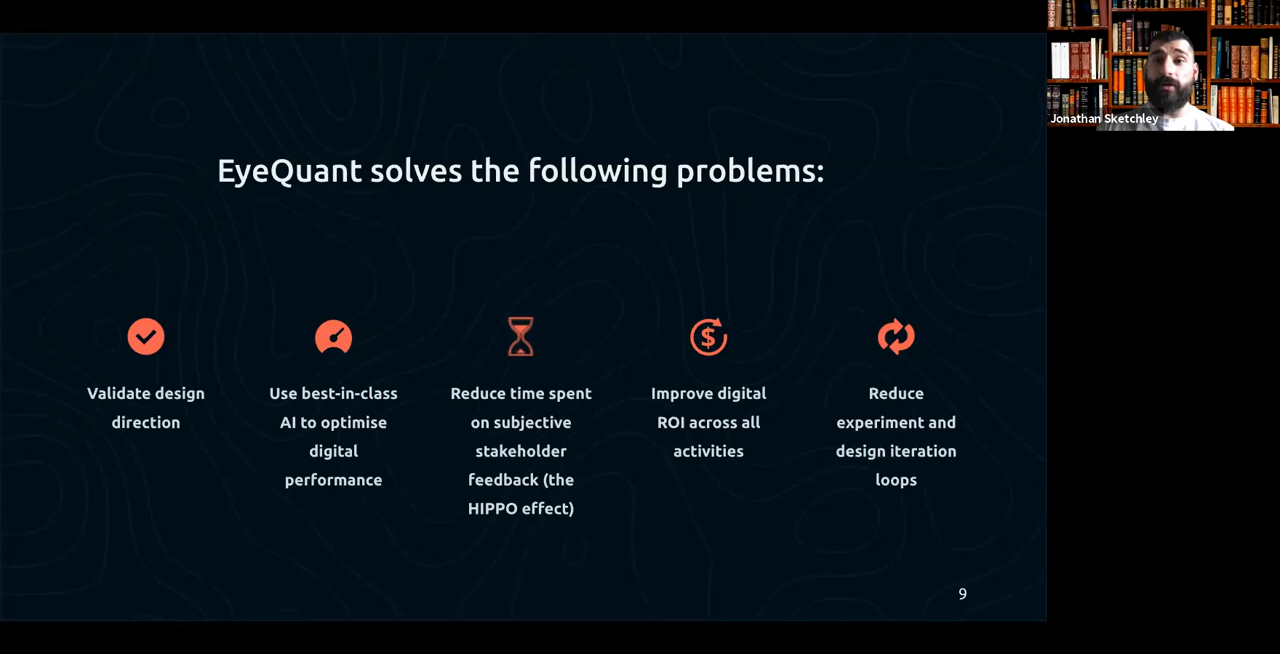 EyeQuant solves the following problems:
Validate design
direction
Use best-in-class
AI to optimise
digital
performance
Reduce time spent
on subjective
stakeholder
feedback (the
HIPPO effect)
Improve digital
ROI across all
activities
Reduce
experiment and
design iteration
loops
9
Jonathan Sketchley